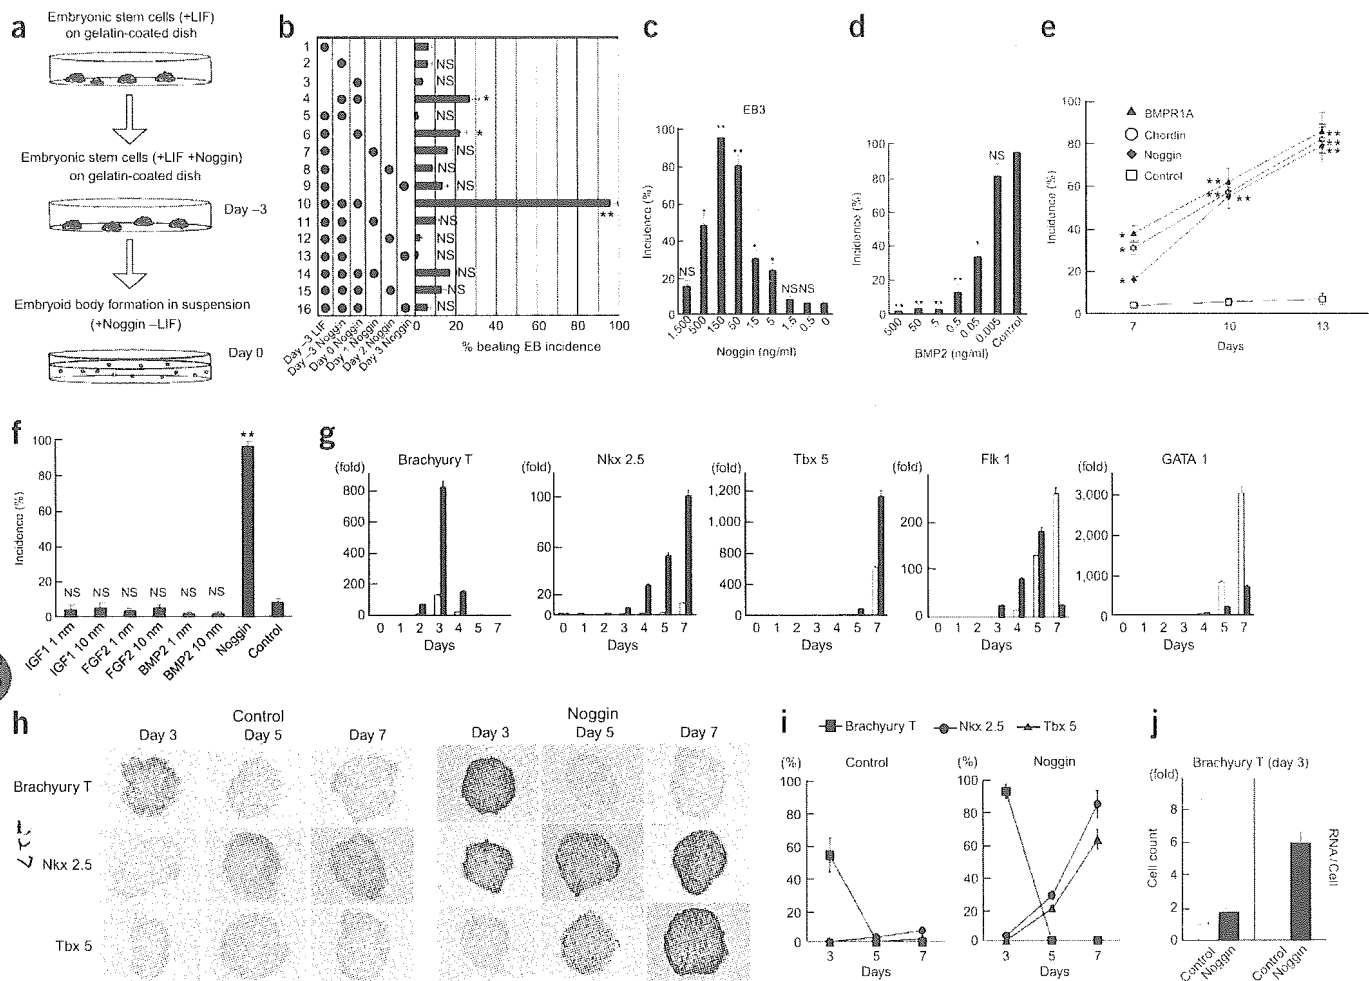 a
Embryonic stem cells (+LIF)
on gelatin-coated dish
Embryonic stem cells (+LIF +Noggin)
on gelatin-coated dish
Day –3
Embryoid body formation in suspension
(+Noggin –LIF)
Day 0
b
1
2 NS
3 NS
4 *
5 NS
6 *
7 NS
8 NS
9 NS
10 **
11 NS
12 NS
13 NS
14 NS
15 NS
16 NS
0 20 40 60 80 100
Day –3 LIF
Day –3 Noggin
Day 0 Noggin
Day 1 Noggin
Day 2 Noggin
Day 3 Noggin
% beating EB incidence
c
EB3
Incidence (%)
100
80
60
40
20
0
NS * ** ** * * NS NS
1,500 500 150 50 15 5 1.5 0.5 0
Noggin (ng/ml)
d
Incidence (%)
100
80
60
40
20
0
** ** ** ** * NS
500 50 5 0.5 0.05 0.005 Control
BMP2 (ng/ml)
e
BMPR1A
Chordin
Noggin
Control
Incidence (%)
100
80
60
40
20
0
7 10 13
Days
f
Incidence (%)
100
80
60
40
20
0
NS NS NS NS NS NS **
IGF1 1 nm
IGF1 10 nm
FGF2 1 nm
FGF2 10 nm
BMP2 1 nm
BMP2 10 nm
Noggin
Control
g
(fold) Brachyury T
800
600
400
200
0
0 1 2 3 4 5 7
Days
(fold) Nkx 2.5
100
60
20
0
0 1 2 3 4 5 7
Days
(fold) Tbx 5
1,200
1,000
800
400
0
0 1 2 3 4 5 7
Days
(fold) Flk 1
200
100
0
0 1 2 3 4 5 7
Days
(fold) GATA 1
3,000
2,000
1,000
0
0 1 2 3 4 5 7
Days
h
Control Noggin
Day 3 Day 5 Day 7 Day 3 Day 5 Day 7
Brachyury T
Nkx 2.5
Tbx 5
i
Brachyury T Nkx 2.5 Tbx 5
(%) Control
100
80
60
40
20
0
3 5 7
Days
(%) Noggin
100
80
60
40
20
0
3 5 7
Days
j
Brachyury T (day 3)
(fold)
8
6
4
2
0
Cell count
RNA/Cell
Control Noggin Control Noggin